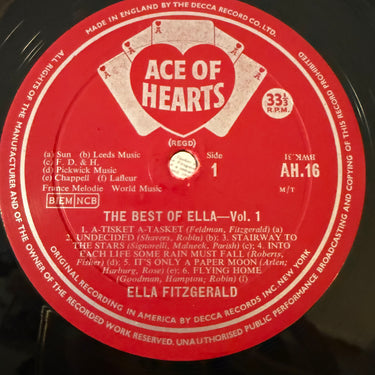 MADE IN ENGLAND BY THE DECCA RECORD CO. LTD.
ALL RIGHTS OF THE MANUFACTURER AND OF THE OWNER OF THE RECORDED WORK RESERVED. UNAUTHORISED PUBLIC PERFORMANCE BROADCASTING AND COPYING OF THIS RECORD PROHIBITED
A
A
A
A
ACE OF
HEARTS
(REGD)
33⅓
R.P.M.
(a) Sun (b) Leeds Music
(c) F. D. & H.
(d) Pickwick Music
(e) Chappell (f) Lafleur
France Melodie World Music
BIEM NCB
Side
1
BWK.31
AH.16
M/T
THE BEST OF ELLA—Vol. 1
1. A-TISKET A-TASKET (Feldman, Fitzgerald) (a)
2. UNDECIDED (Shavers, Robin) (b); 3. STAIRWAY TO
THE STARS (Signorelli, Malneck, Parish) (c); 4. INTO
EACH LIFE SOME RAIN MUST FALL (Roberts,
Fisher) (d); 5. IT'S ONLY A PAPER MOON (Arlen;
Harburg, Rose) (e); 6. FLYING HOME
(Goodman, Hampton; Robin) (f)
ELLA FITZGERALD
ORIGINAL RECORDING IN AMERICA BY DECCA RECORDS INC., NEW YORK